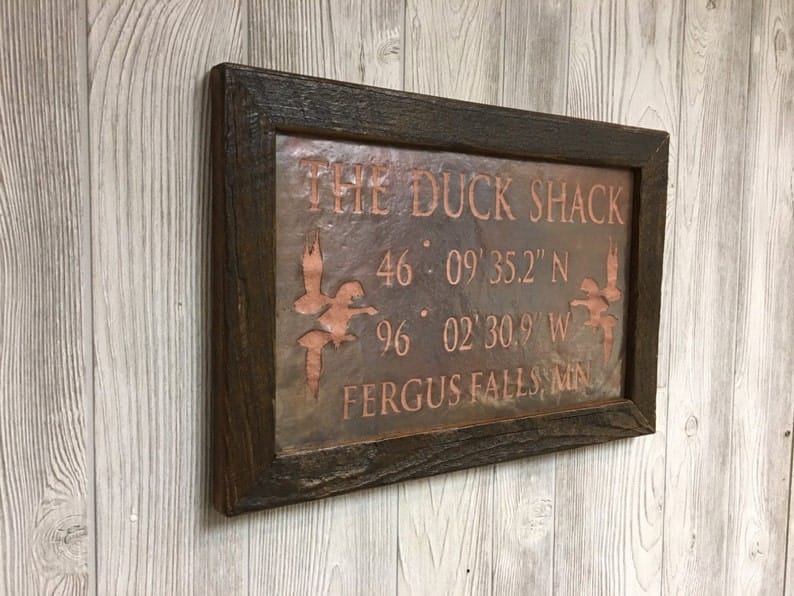 THE DUCK SHACK
46° 09' 35.2" N
96° 02' 30.9" W
FERGUS FALLS, MN